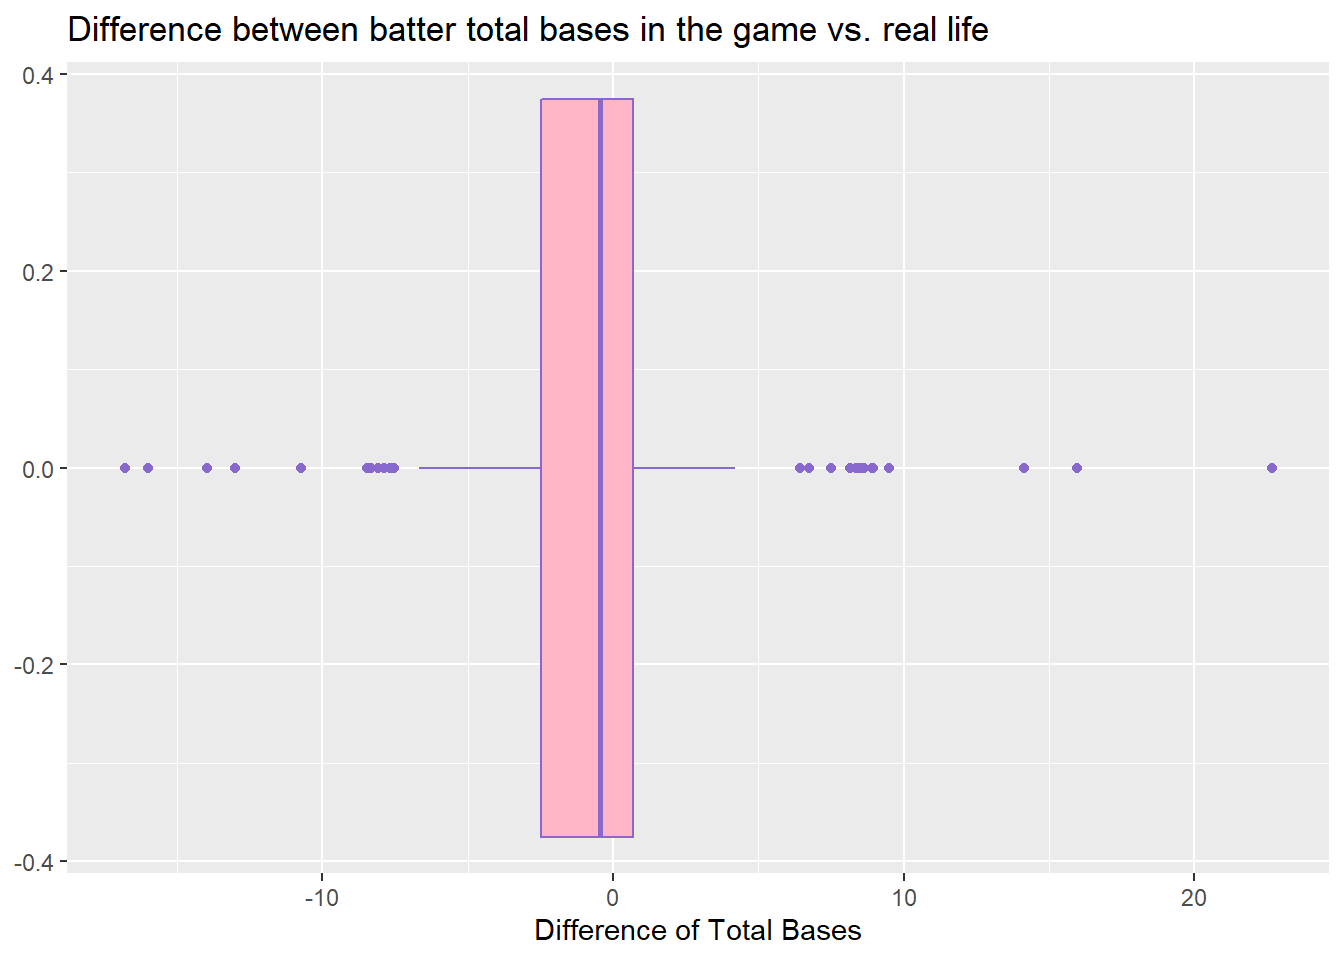 Difference between batter total bases in the game vs. real life
0.4
0.2
0.0
-0.2
-0.4
-10 0 10 20
Difference of Total Bases